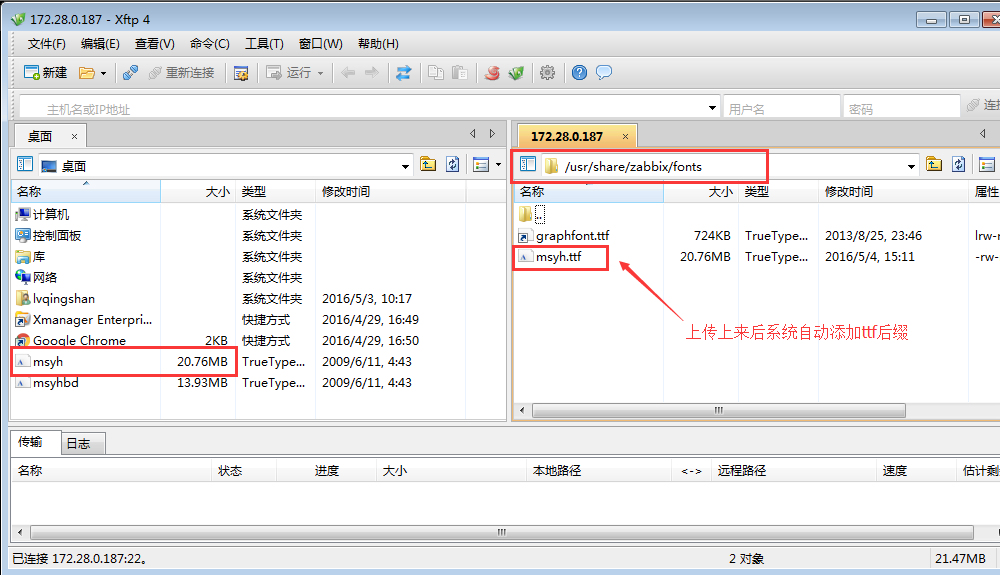 172.28.0.187 - Xftp 4
文件(F) 编辑(E) 查看(V) 命令(C) 工具(T) 窗口(W) 帮助(H)
新建 重新连接 运行
主机名或IP地址 用户名 密码 连接
桌面 × 172.28.0.187 ×
桌面 /usr/share/zabbix/fonts
名称 大小 类型 修改时间 名称 大小 类型 修改时间 属性
计算机 系统文件夹 ..
控制面板 系统文件夹 graphfont.ttf 724KB TrueType... 2013/8/25, 23:46 lrw-r
库 系统文件夹 msyh.ttf 20.76MB TrueType... 2016/5/4, 15:11 -rw-
网络 系统文件夹
lvqingshan 系统文件夹 2016/5/3, 10:17
Xmanager Enterpri... 快捷方式 2016/4/29, 16:49
Google Chrome 2KB 快捷方式 2016/4/29, 16:50
上传上来后系统自动添加ttf后缀
msyh 20.76MB TrueType... 2009/6/11, 4:43
msyhbd 13.93MB TrueType... 2009/6/11, 4:43
传输 日志
名称 状态 进度 大小 本地路径 <-> 远程路径 速度 估计剩
已连接 172.28.0.187:22。 2 对象 21.47MB